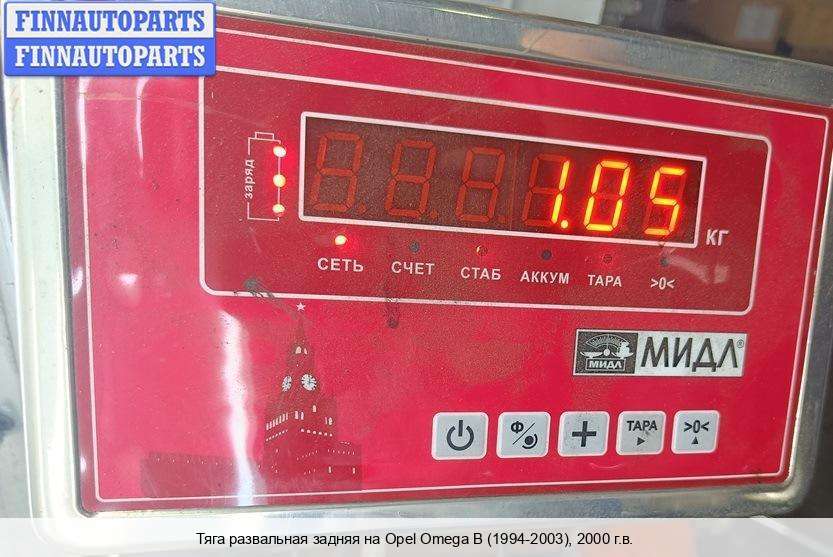 FINNAUTOPARTS
FINNAUTOPARTS
заряд
1.05
КГ
СЕТЬ СЧЕТ СТАБ АККУМ ТАРА >0<
МИДЛ МИДЛ®
Ф ТАРА >0<
Тяга развальная задняя на Opel Omega B (1994-2003), 2000 г.в.